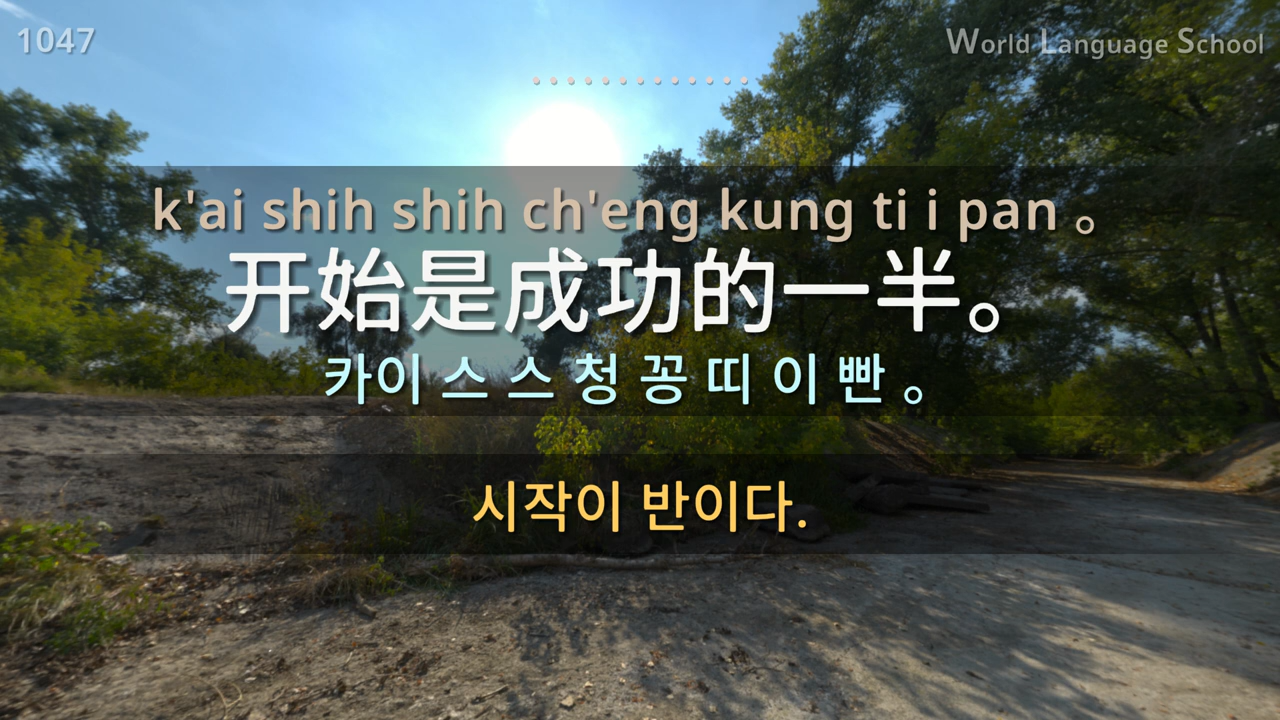 1047
World Language School
k'ai shih shih ch'eng kung ti i pan 。
开始是成功的一半。
카이 스 스 청 꽁 띠 이 빤 。
시작이 반이다.